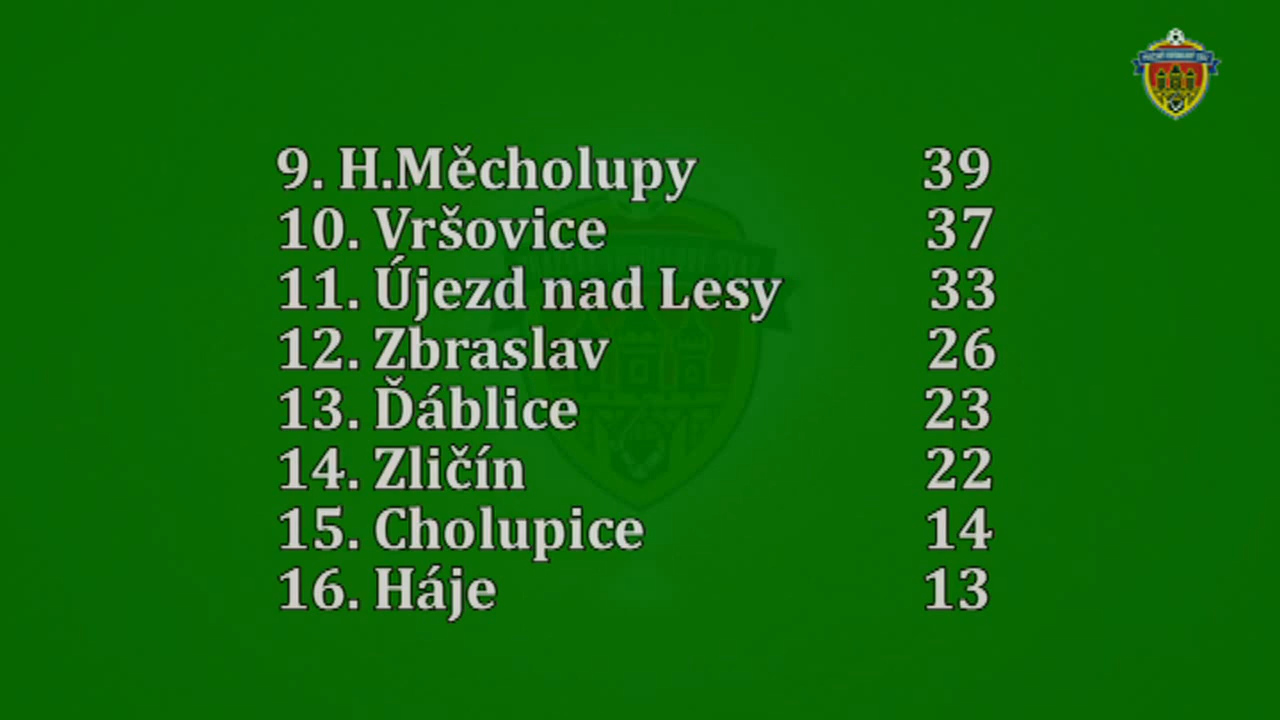 9. H.Měcholupy 39
10. Vršovice 37
11. Újezd nad Lesy 33
12. Zbraslav 26
13. Ďáblice 23
14. Zličín 22
15. Cholupice 14
16. Háje 13